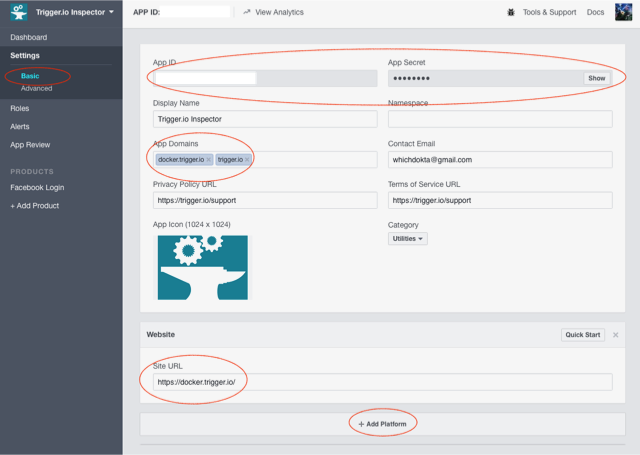 Trigger.io Inspector
APP ID:
View Analytics
Tools & Support
Docs
Dashboard
Settings
Basic
Advanced
Roles
Alerts
App Review
PRODUCTS
Facebook Login
+ Add Product
App ID
App Secret
●●●●●●●●
Show
Display Name
Namespace
Trigger.io Inspector
App Domains
Contact Email
docker.trigger.io ×
trigger.io ×
whichdokta@gmail.com
Privacy Policy URL
Terms of Service URL
https://trigger.io/support
https://trigger.io/support
App Icon (1024 x 1024)
Category
Utilities
Website
Quick Start
×
Site URL
https://docker.trigger.io/
+ Add Platform